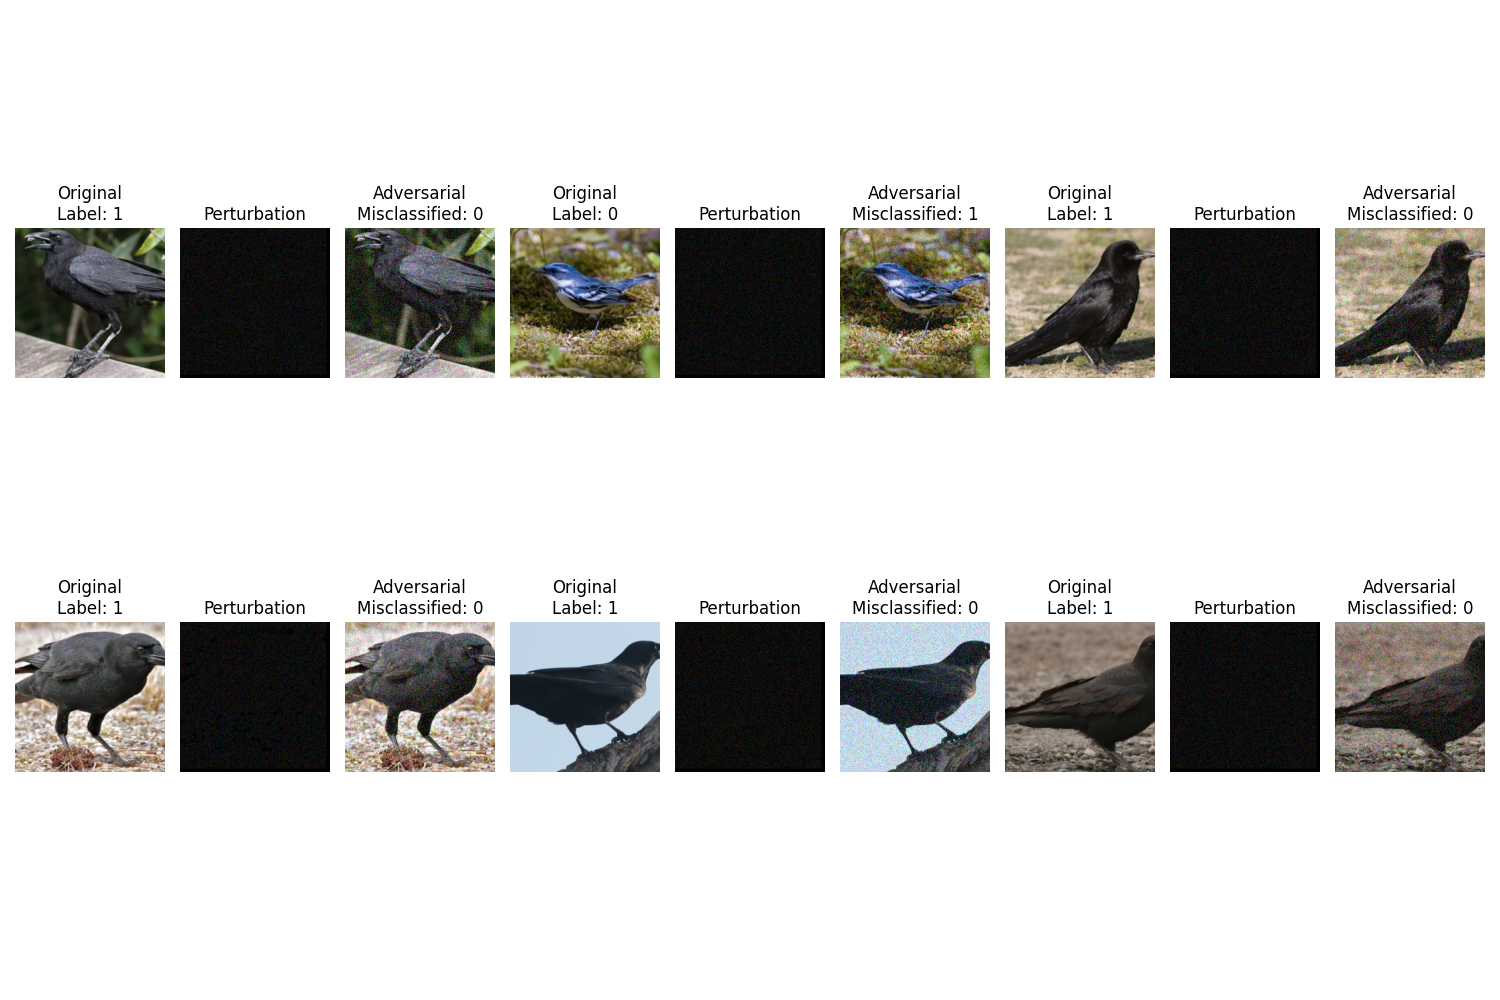 Original
Label: 1
Perturbation
Adversarial
Misclassified: 0
Original
Label: 0
Perturbation
Adversarial
Misclassified: 1
Original
Label: 1
Perturbation
Adversarial
Misclassified: 0
Original
Label: 1
Perturbation
Adversarial
Misclassified: 0
Original
Label: 1
Perturbation
Adversarial
Misclassified: 0
Original
Label: 1
Perturbation
Adversarial
Misclassified: 0